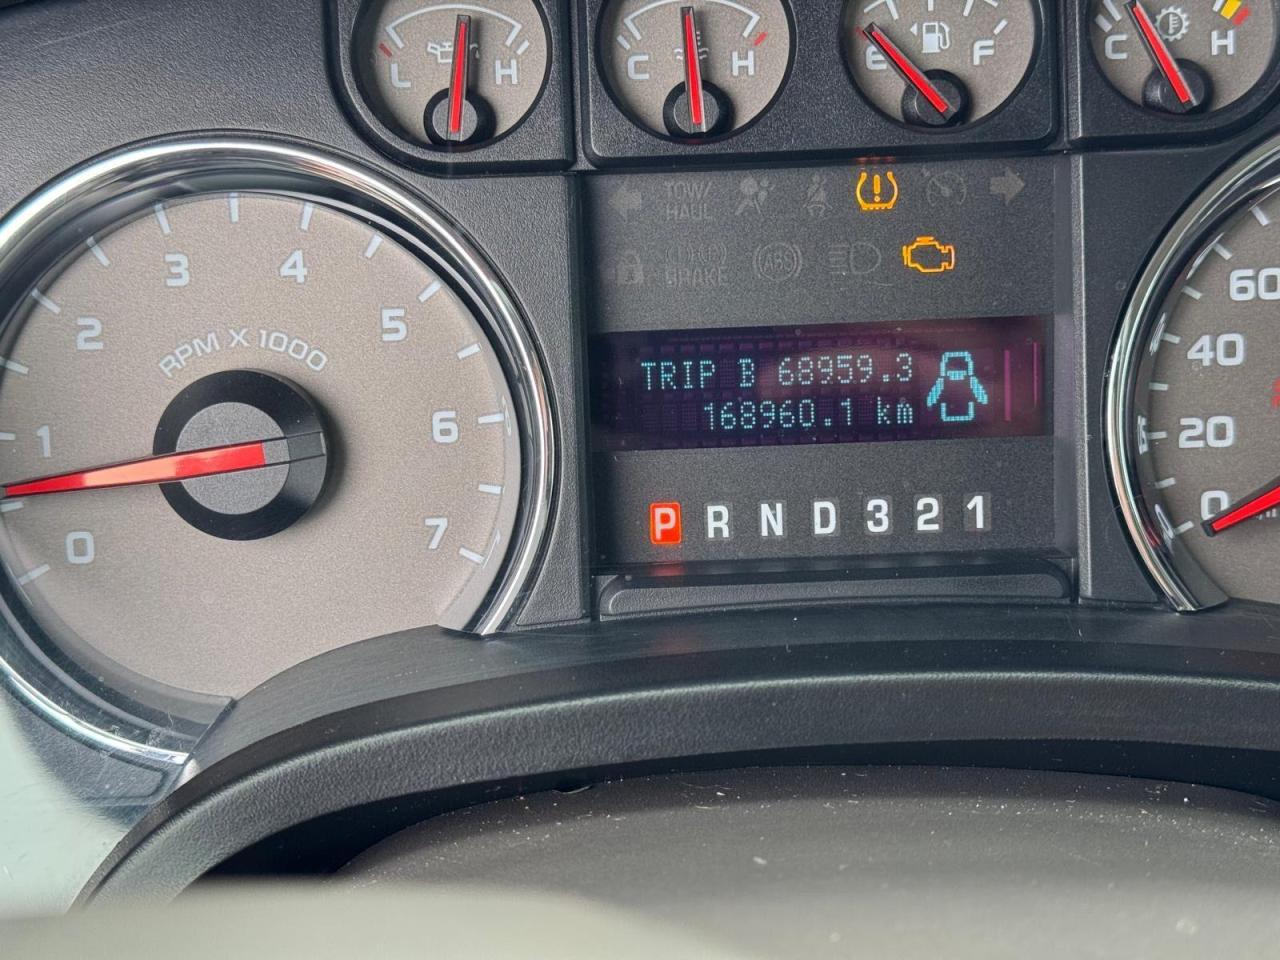 L H
C H
E F
C H
TOW/
HAUL
BRAKE
ABS
TRIP B 68959.3
168960.1 km
P R N D 3 2 1
0 1 2 3 4 5 6 7
RPM X 1000
0 20 40 60